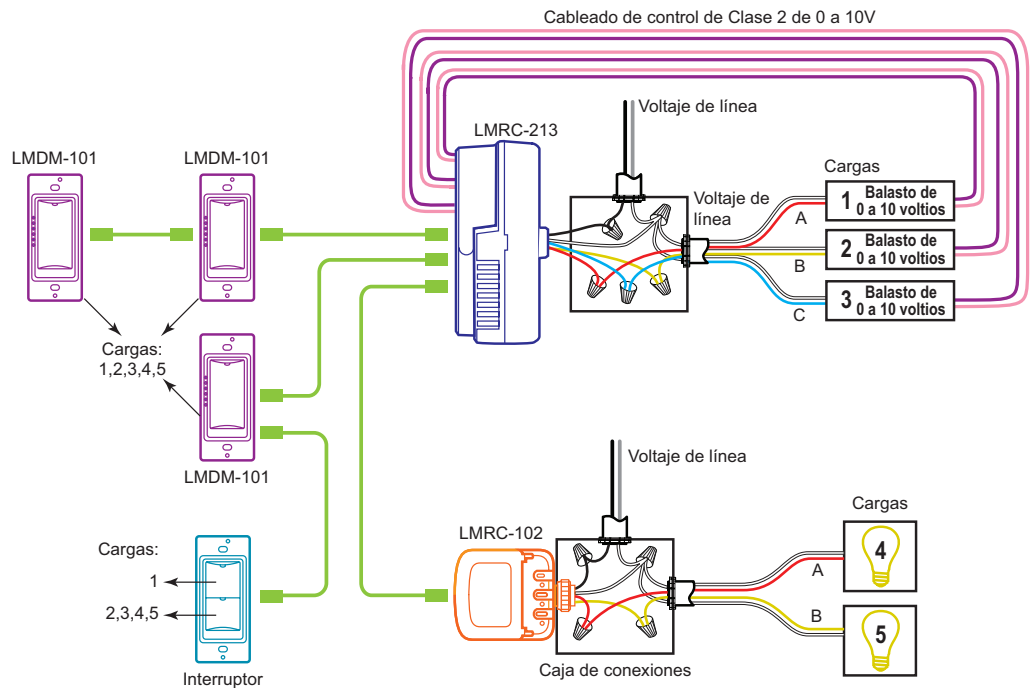 Cableado de control de Clase 2 de 0 a 10V
Voltaje de línea
LMRC-213
LMDM-101
LMDM-101
Cargas
Voltaje de
línea
A
1 Balasto de
0 a 10 voltios
B
2 Balasto de
0 a 10 voltios
C
3 Balasto de
0 a 10 voltios
Cargas:
1,2,3,4,5
LMDM-101
Voltaje de línea
Cargas
LMRC-102
Cargas:
1
2,3,4,5
A
4
B
5
Caja de conexiones
Interruptor